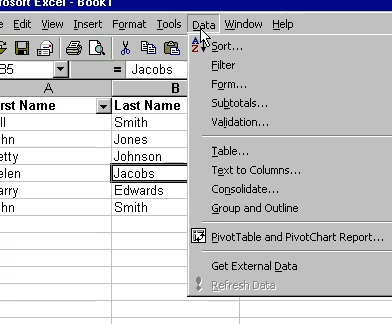 rosoft Excel - Book1
Edit View Insert Format Tools Data Window Help
B5 = Jacobs
A B
rst Name Last Name
ll Smith
hn Jones
etty Johnson
elen Jacobs
arry Edwards
hn Smith
Sort...
Filter
Form...
Subtotals...
Validation...
Table...
Text to Columns...
Consolidate...
Group and Outline
PivotTable and PivotChart Report...
Get External Data
Refresh Data